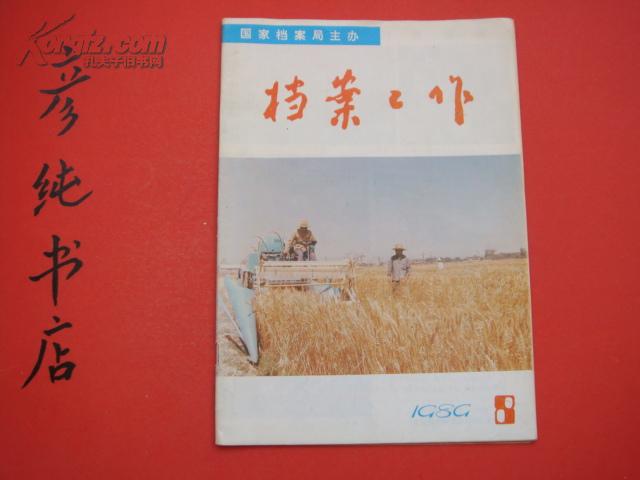 国家档案局主办
档案工作
1989 8
彦纯书店
Kongfz.com
孔夫子旧书网